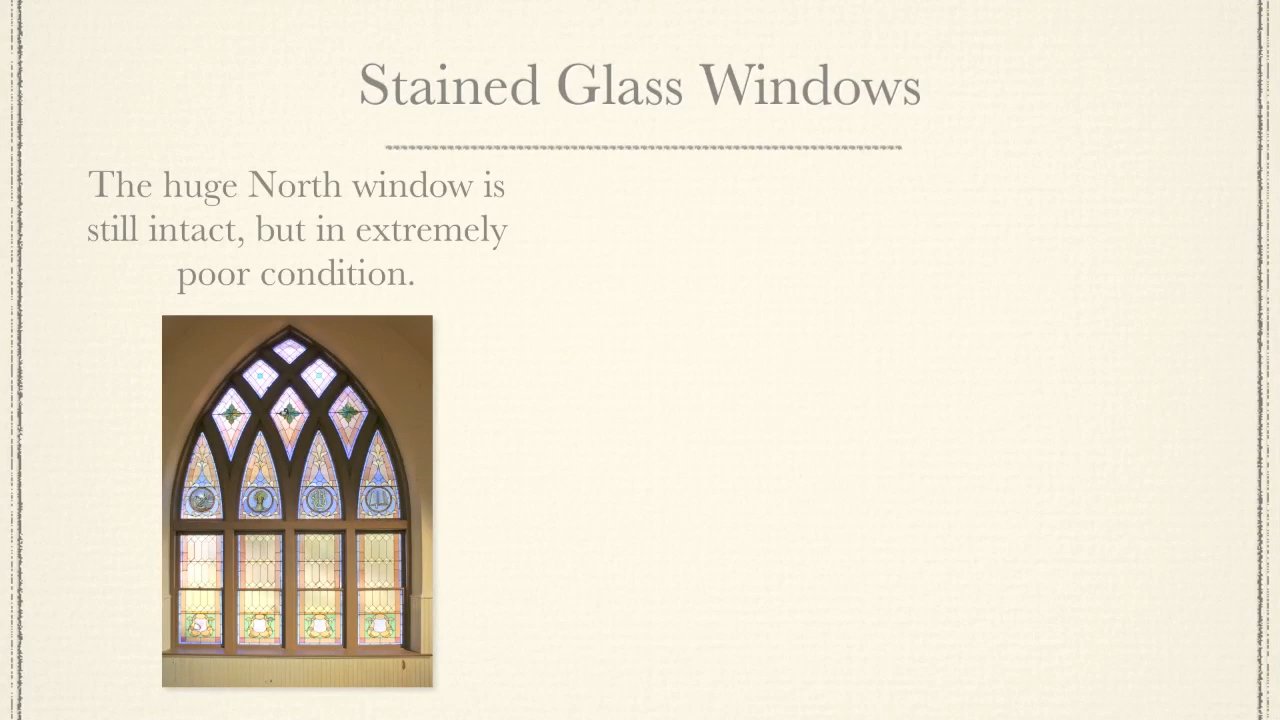 Stained Glass Windows
The huge North window is
still intact, but in extremely
poor condition.